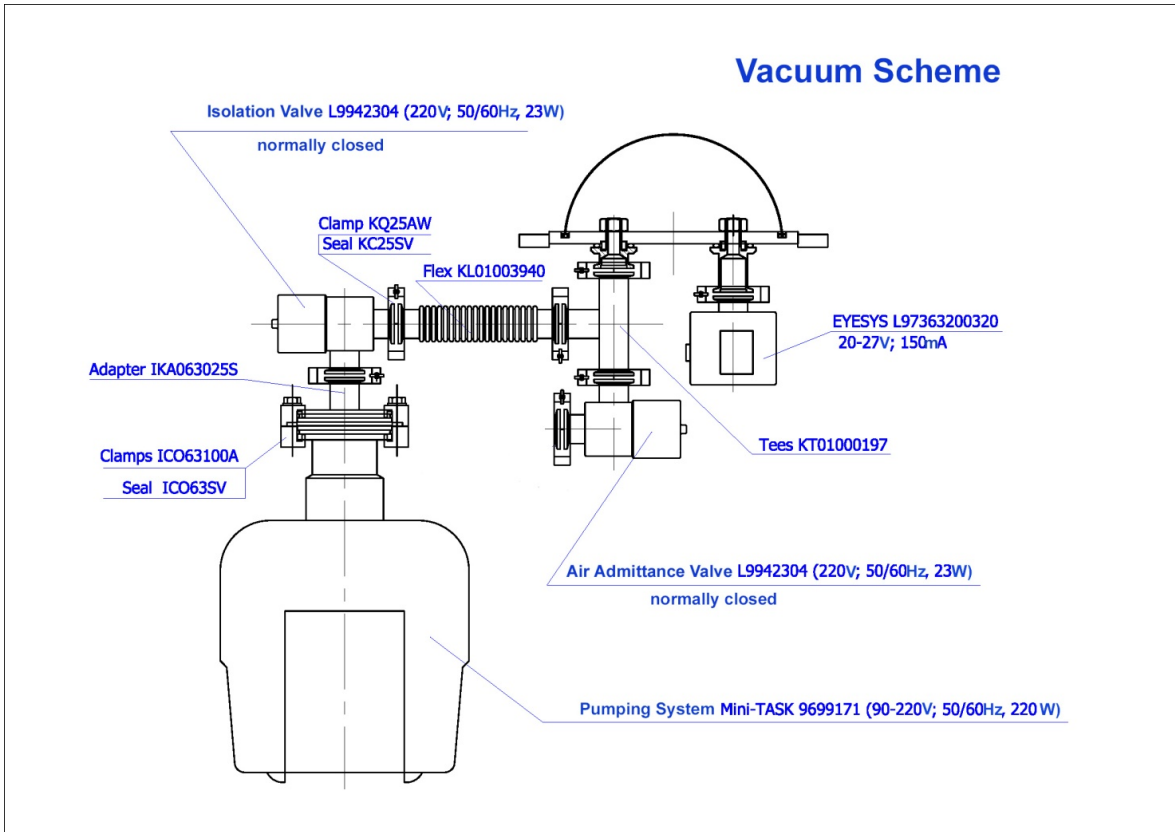 Vacuum Scheme
Isolation Valve L9942304 (220V; 50/60Hz, 23W)
normally closed
Clamp KQ25AW
Seal KC25SV
Flex KL01003940
EYESYS L97363200320
20-27V; 150mA
Adapter IKA063025S
Clamps ICO63100A
Seal ICO63SV
Tees KT01000197
Air Admittance Valve L9942304 (220V; 50/60Hz, 23W)
normally closed
Pumping System Mini-TASK 9699171 (90-220V; 50/60Hz, 220 W)